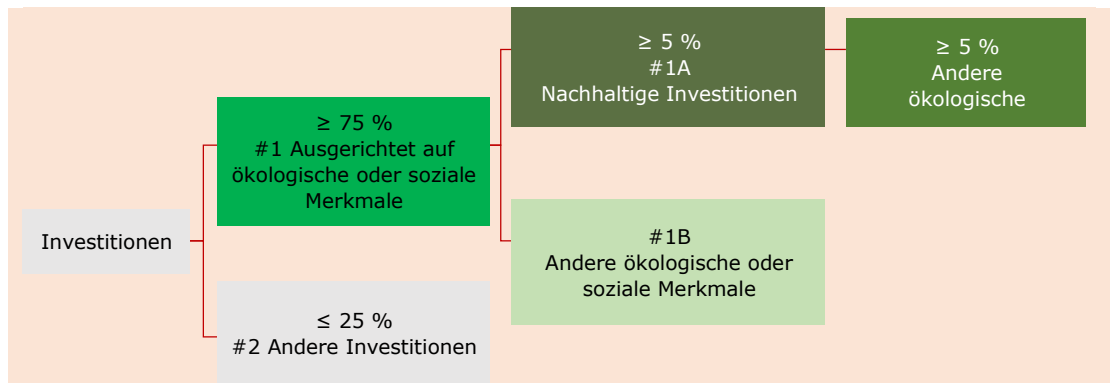 Investitionen
≥ 75 %
#1 Ausgerichtet auf
ökologische oder soziale
Merkmale
≤ 25 %
#2 Andere Investitionen
≥ 5 %
#1A
Nachhaltige Investitionen
#1B
Andere ökologische oder
soziale Merkmale
≥ 5 %
Andere
ökologische